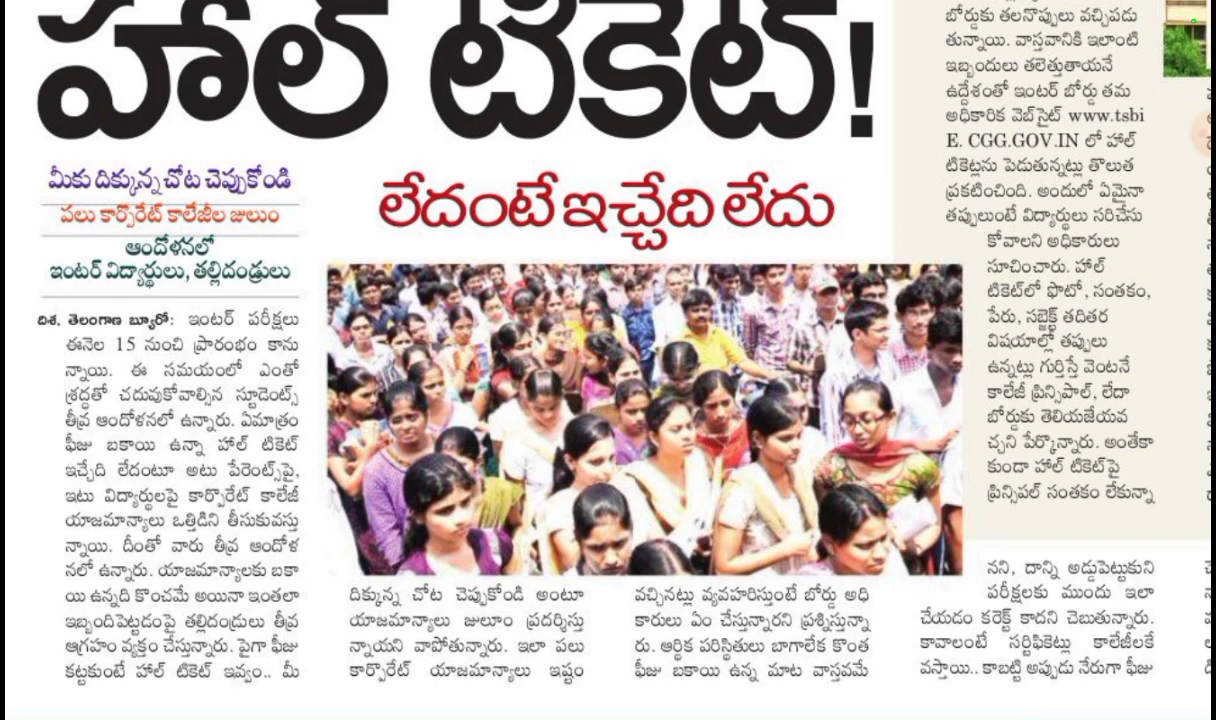 హాల్ టికెట్!
లేదంటే ఇచ్చేది లేదు
మీకు దిక్కున్న చోట చెప్పుకోండి
పలు కార్పొరేట్ కాలేజీల జులుం
ఆందోళనలో
ఇంటర్ విద్యార్థులు, తల్లిదండ్రులు
దిశ, తెలంగాణ బ్యూరో: ఇంటర్ పరీక్షలు
ఈనెల 15 నుంచి ప్రారంభం కాను
న్నాయి. ఈ సమయంలో ఎంతో
శ్రద్ధతో చదువుకోవాల్సిన స్టూడెంట్స్
తీవ్ర ఆందోళనలో ఉన్నారు. ఏమాత్రం
ఫీజు బకాయి ఉన్నా హాల్ టికెట్
ఇచ్చేది లేదంటూ అటు పేరెంట్స్‌పై,
ఇటు విద్యార్థులపై కార్పొరేట్ కాలేజీ
యాజమాన్యాలు ఒత్తిడిని తీసుకువస్తు
న్నాయి. దీంతో వారు తీవ్ర ఆందోళ
నలో ఉన్నారు. యాజమాన్యాలకు బకా
యి ఉన్నది కొంచమే అయినా ఇంతలా
ఇబ్బందిపెట్టడంపై తల్లిదండ్రులు తీవ్ర
ఆగ్రహం వ్యక్తం చేస్తున్నారు. పైగా ఫీజు
కట్టకుంటే హాల్ టికెట్ ఇవ్వం.. మీ
దిక్కున్న చోట చెప్పుకోండి అంటూ
యాజమాన్యాలు జులూం ప్రదర్శిస్తు
న్నాయని వాపోతున్నారు. ఇలా పలు
కార్పొరేట్ యాజమాన్యాలు ఇష్టం
వచ్చినట్లు వ్యవహరిస్తుంటే బోర్డు అధి
కారులు ఏం చేస్తున్నారని ప్రశ్నిస్తున్నా
రు. ఆర్థిక పరిస్థితులు బాగాలేక కొంత
ఫీజు బకాయి ఉన్న మాట వాస్తవమే
నని, దాన్ని అడ్డుపెట్టుకుని
పరీక్షలకు ముందు ఇలా
చేయడం కరెక్ట్ కాదని చెబుతున్నారు.
కావాలంటే సర్టిఫికెట్లు కాలేజీలకే
వస్తాయి.. కాబట్టి అప్పుడు నేరుగా ఫీజు
బోర్డుకు తలనొప్పులు వచ్చిపడు
తున్నాయి. వాస్తవానికి ఇలాంటి
ఇబ్బందులు తలెత్తుతాయనే
ఉద్దేశంతో ఇంటర్ బోర్డు తమ
అధికారిక వెబ్‌సైట్ www.tsbi
E. CGG.GOV.IN లో హాల్
టికెట్లను పెడుతున్నట్లు తొలుత
ప్రకటించింది. అందులో ఏమైనా
తప్పులుంటే విద్యార్థులు సరిచేసు
కోవాలని అధికారులు
సూచించారు. హాల్
టికెట్‌లో ఫొటో, సంతకం,
పేరు, సబ్జెక్ట్ తదితర
విషయాల్లో తప్పులు
ఉన్నట్లు గుర్తిస్తే వెంటనే
కాలేజీ ప్రిన్సిపాల్, లేదా
బోర్డుకు తెలియజేయవ
చ్చని పేర్కొన్నారు. అంతేకా
కుండా హాల్ టికెట్‌పై
ప్రిన్సిపల్ సంతకం లేకున్నా